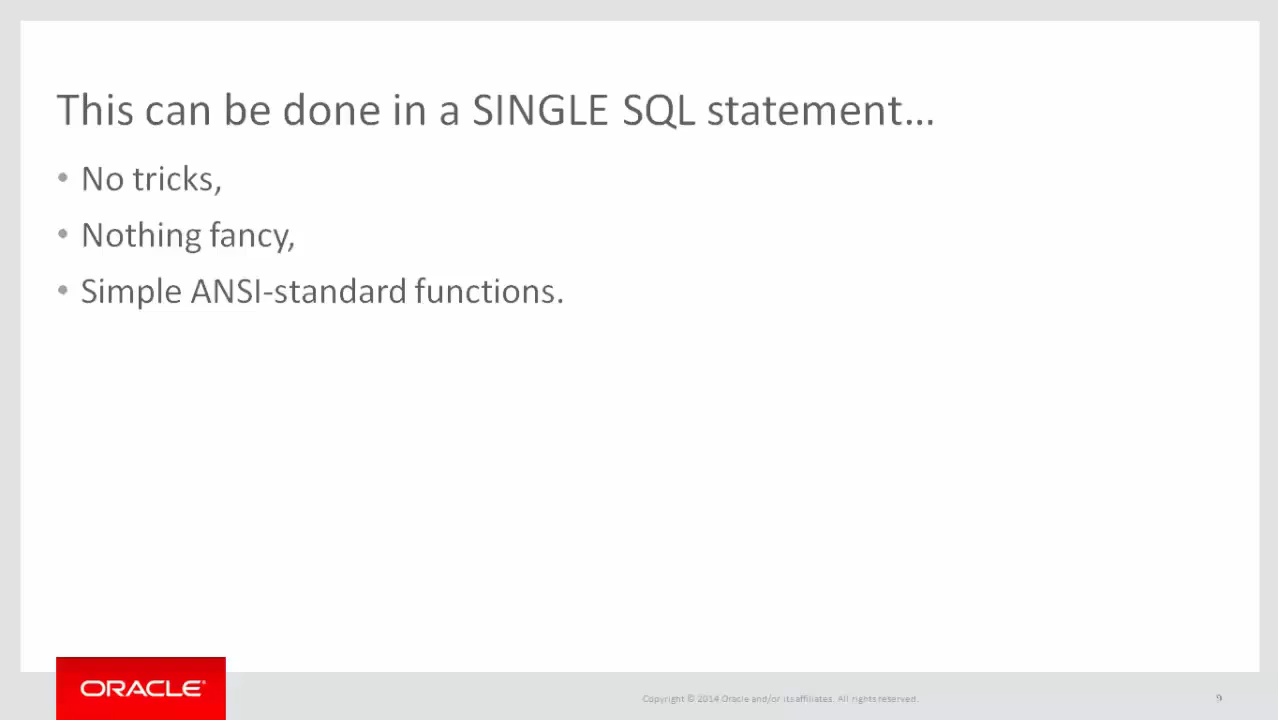 This can be done in a SINGLE SQL statement...
• No tricks,
• Nothing fancy,
• Simple ANSI-standard functions.
ORACLE®
Copyright © 2014 Oracle and/or its affiliates. All rights reserved.
9